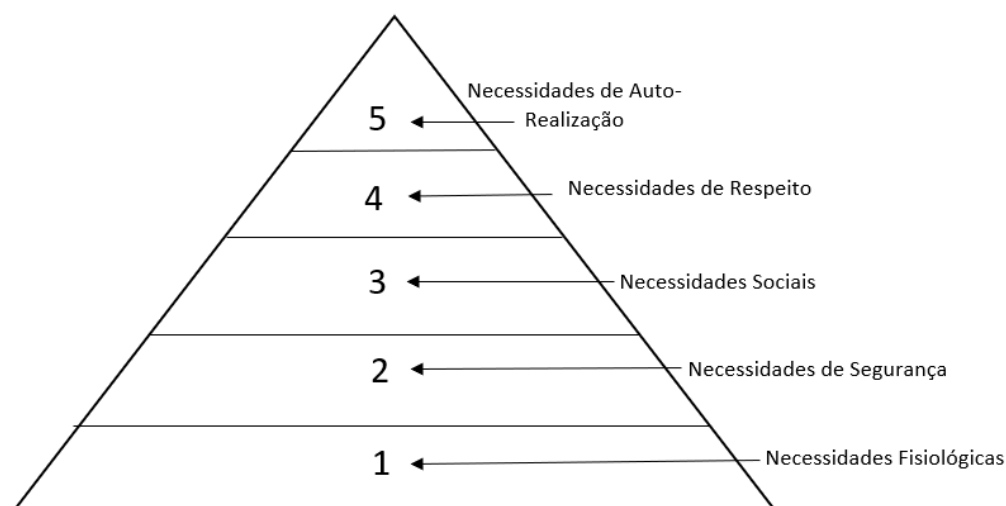 Necessidades de Auto-
Realização
5
Necessidades de Respeito
4
3
Necessidades Sociais
2
Necessidades de Segurança
1
Necessidades Fisiológicas